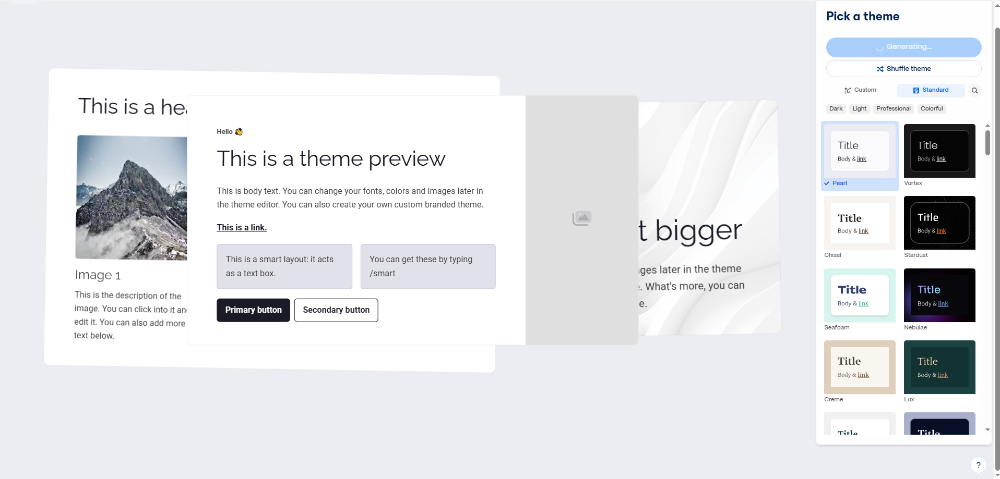 This is a hea
Image 1
This is the description of the
image. You can click into it an
edit it. You can also add more
text below.
Hello 👋
This is a theme preview
This is body text. You can change your fonts, colors and images later in
the theme editor. You can also create your own custom branded theme.
This is a link.
This is a smart layout: it acts
as a text box.
You can get these by typing
/smart
Primary button
Secondary button
t bigger
ages later in the theme
e. What's more, you can
e.
Pick a theme
Generating...
Shuffle theme
Custom
Standard
Dark
Light
Professional
Colorful
Title
Body & link
Pearl
Title
Body & link
Vortex
Title
Body & link
Chisel
Title
Body & link
Stardust
Title
Body & link
Seafoam
Title
Body & link
Nebulae
Title
Body & link
Creme
Title
Body & link
Lux
Title
Title
?